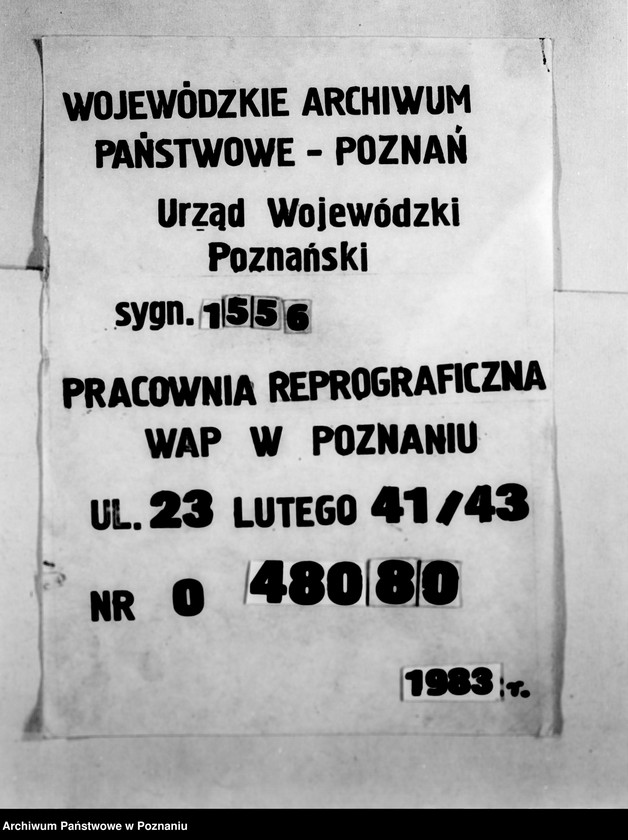 WOJEWÓDZKIE ARCHIWUM
PAŃSTWOWE - POZNAŃ
Urząd Wojewódzki
Poznański
sygn. 1556
PRACOWNIA REPROGRAFICZNA
WAP W POZNANIU
UL. 23 LUTEGO 41/43
NR 0 48080
1983 r.
Archiwum Państwowe w Poznaniu